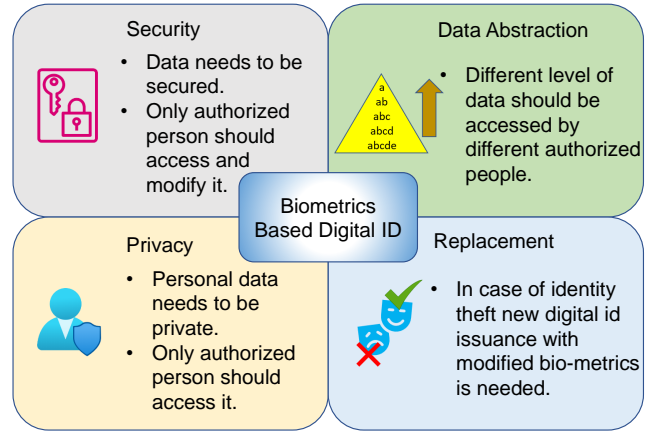 Security
• Data needs to be
secured.
• Only authorized
person should
access and
modify it.
Data Abstraction
a
ab
abc
abcd
abcde
• Different level of
data should be
accessed by
different authorized
people.
Biometrics
Based Digital ID
Privacy
• Personal data
needs to be
private.
• Only authorized
person should
access it.
Replacement
• In case of identity
theft new digital id
issuance with
modified bio-metrics
is needed.